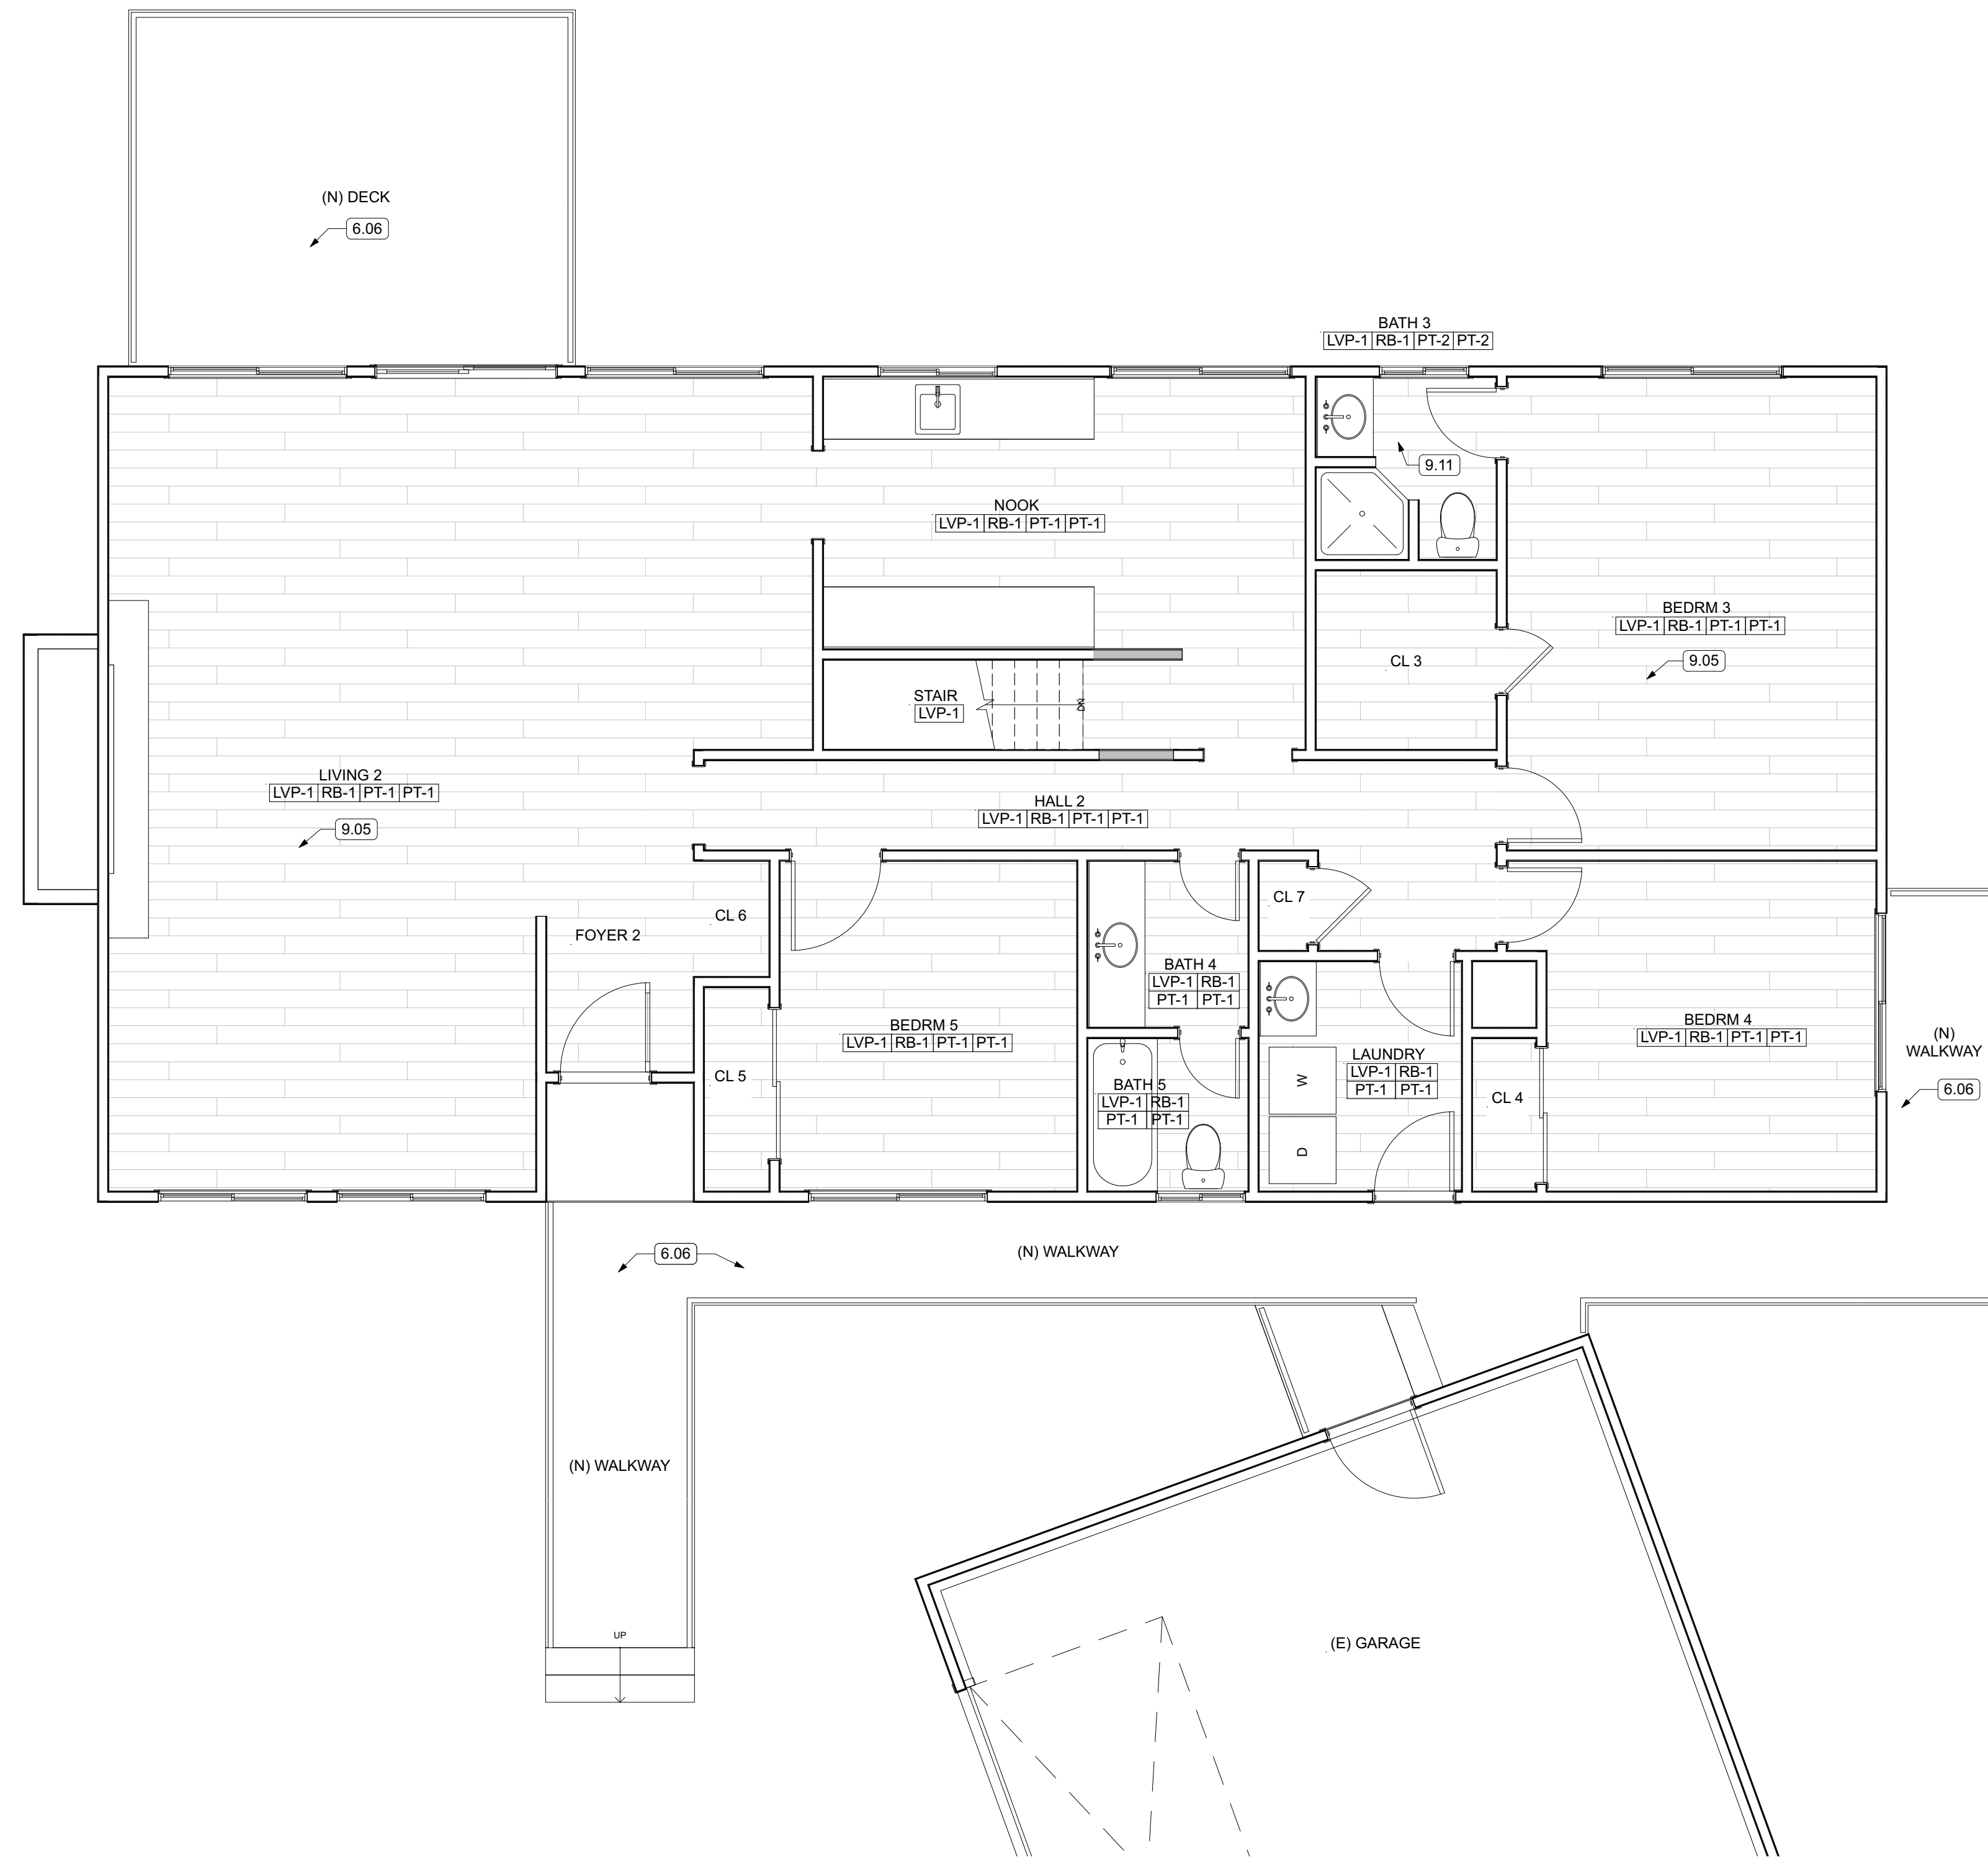 (N) DECK
6.06
BATH 3
LVP-1 RB-1 PT-2 PT-2
9.11
NOOK
LVP-1 RB-1 PT-1 PT-1
BEDRM 3
LVP-1 RB-1 PT-1 PT-1
9.05
CL 3
STAIR
LVP-1
DN
LIVING 2
LVP-1 RB-1 PT-1 PT-1
9.05
HALL 2
LVP-1 RB-1 PT-1 PT-1
CL 7
CL 6
FOYER 2
BATH 4
LVP-1 RB-1
PT-1 PT-1
BEDRM 5
LVP-1 RB-1 PT-1 PT-1
BEDRM 4
LVP-1 RB-1 PT-1 PT-1
(N)
WALKWAY
6.06
LAUNDRY
LVP-1 RB-1
PT-1 PT-1
W
CL 5
BATH 5
LVP-1 RB-1
PT-1 PT-1
CL 4
D
6.06
(N) WALKWAY
(N) WALKWAY
UP
(E) GARAGE